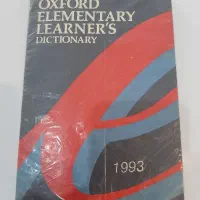 OXFORD
ELEMENTARY
LEARNER'S
DICTIONARY
1993